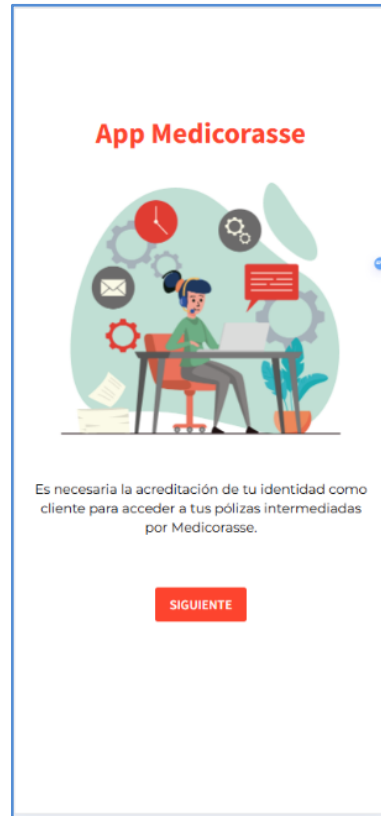 App Medicorasse
Es necesaria la acreditación de tu identidad como
cliente para acceder a tus pólizas intermediadas
por Medicorasse.
SIGUIENTE